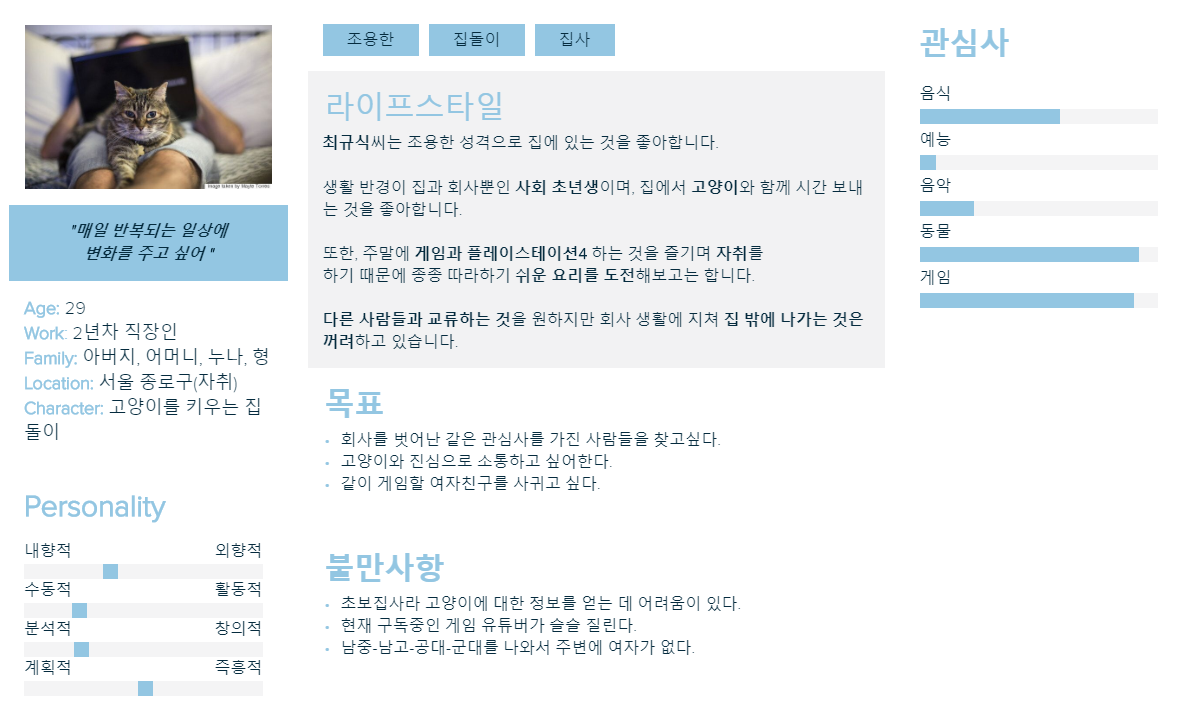 Image taken by Mayte Torres
"매일 반복되는 일상에
변화를 주고 싶어 "
Age: 29
Work: 2년차 직장인
Family: 아버지, 어머니, 누나, 형
Location: 서울 종로구(자취)
Character: 고양이를 키우는 집
돌이
Personality
내향적 외향적
수동적 활동적
분석적 창의적
계획적 즉흥적
조용한 집돌이 집사
라이프스타일
최규식씨는 조용한 성격으로 집에 있는 것을 좋아합니다.
생활 반경이 집과 회사뿐인 사회 초년생이며, 집에서 고양이와 함께 시간 보내
는 것을 좋아합니다.
또한, 주말에 게임과 플레이스테이션4 하는 것을 즐기며 자취를
하기 때문에 종종 따라하기 쉬운 요리를 도전해보고는 합니다.
다른 사람들과 교류하는 것을 원하지만 회사 생활에 지쳐 집 밖에 나가는 것은
꺼려하고 있습니다.
목표
• 회사를 벗어난 같은 관심사를 가진 사람들을 찾고싶다.
• 고양이와 진심으로 소통하고 싶어한다.
• 같이 게임할 여자친구를 사귀고 싶다.
불만사항
• 초보집사라 고양이에 대한 정보를 얻는 데 어려움이 있다.
• 현재 구독중인 게임 유튜버가 슬슬 질린다.
• 남중-남고-공대-군대를 나와서 주변에 여자가 없다.
관심사
음식
예능
음악
동물
게임